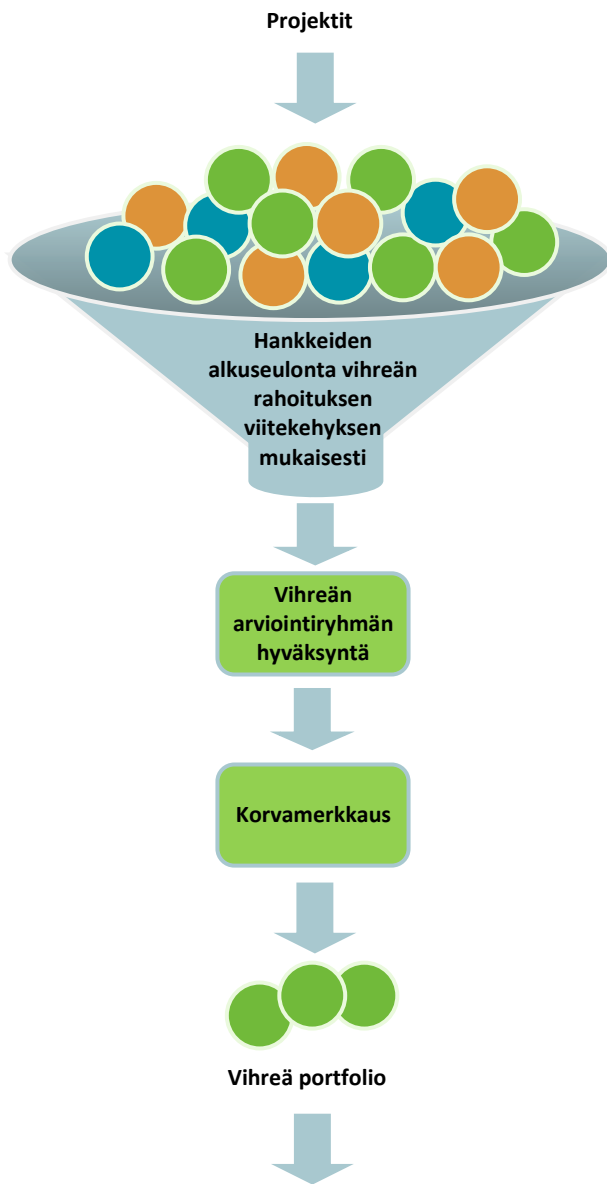 Projektit
Hankkeiden
alkuseulonta vihreän
rahoituksen
viitekehyksen
mukaisesti
Vihreän
arviointiryhmän
hyväksyntä
Korvamerkkaus
Vihreä portfolio